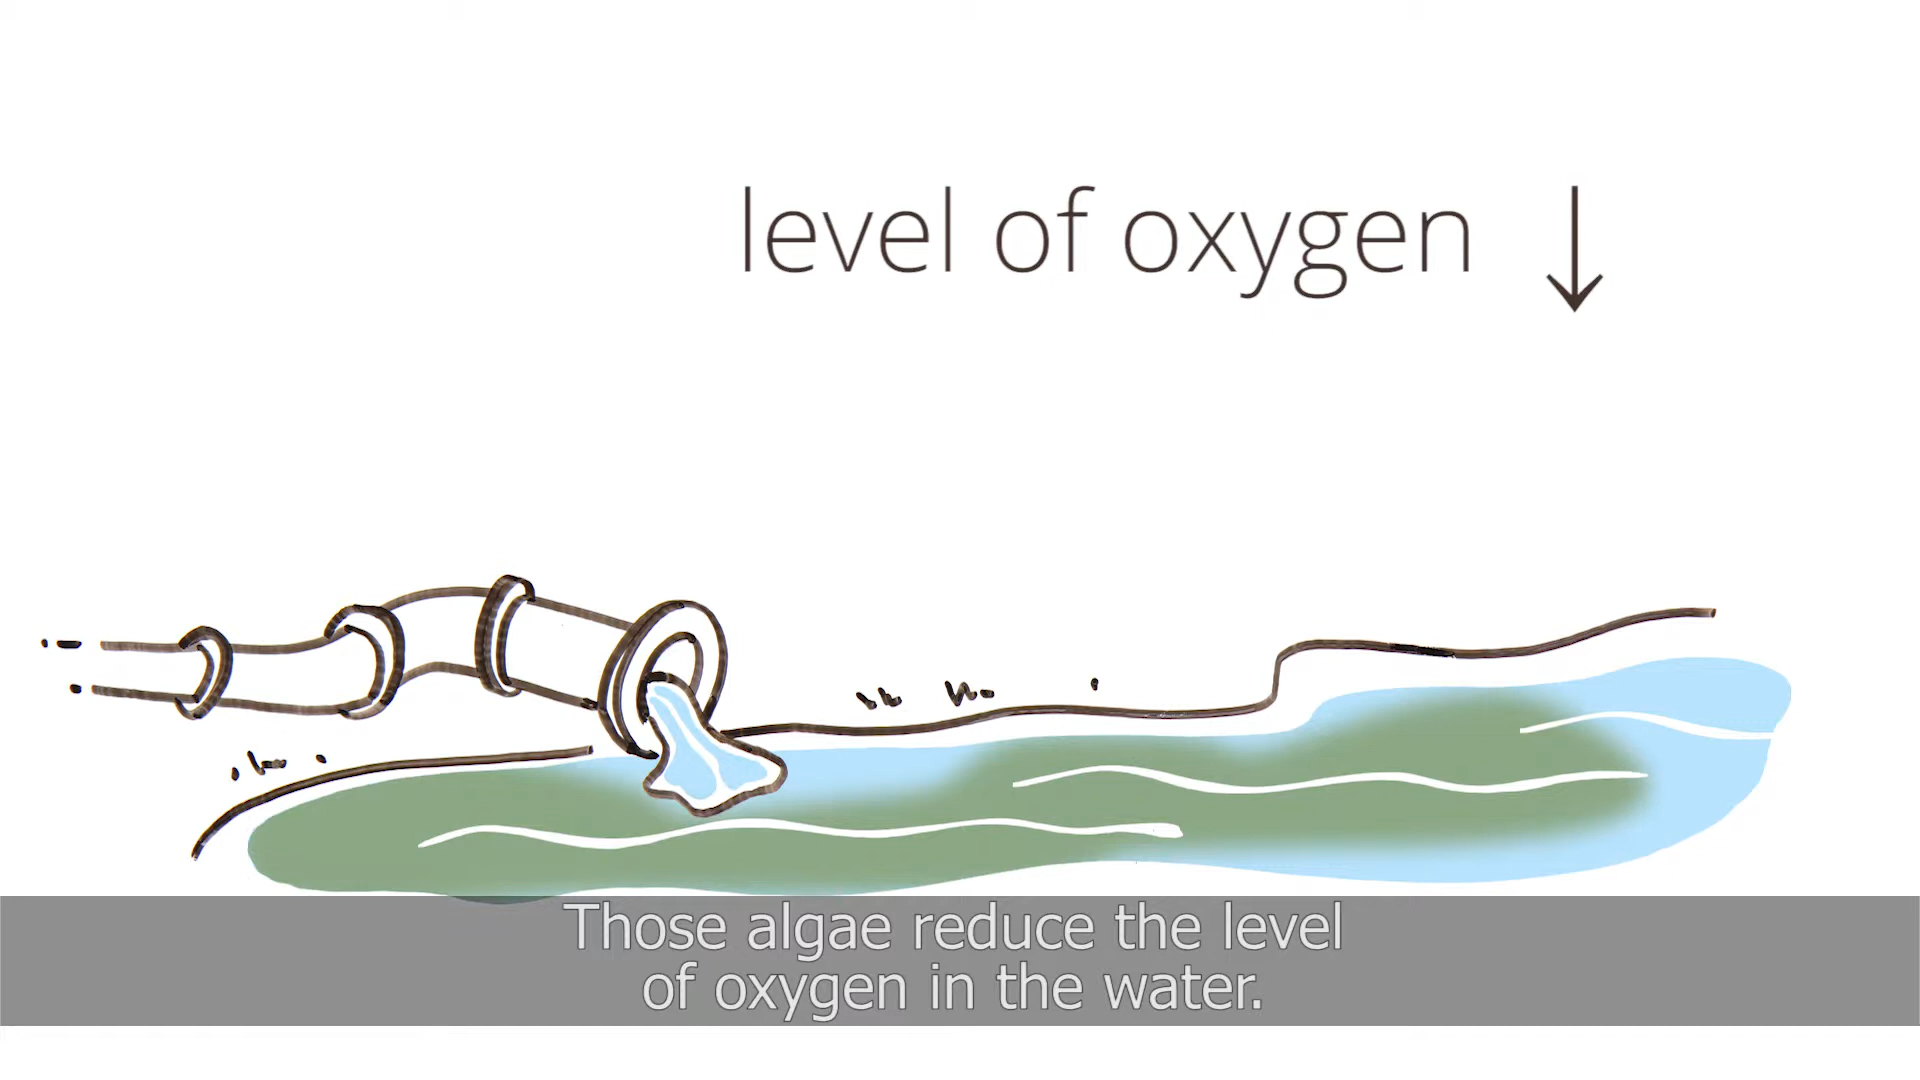 level of oxygen ↓
Those algae reduce the level
of oxygen in the water.